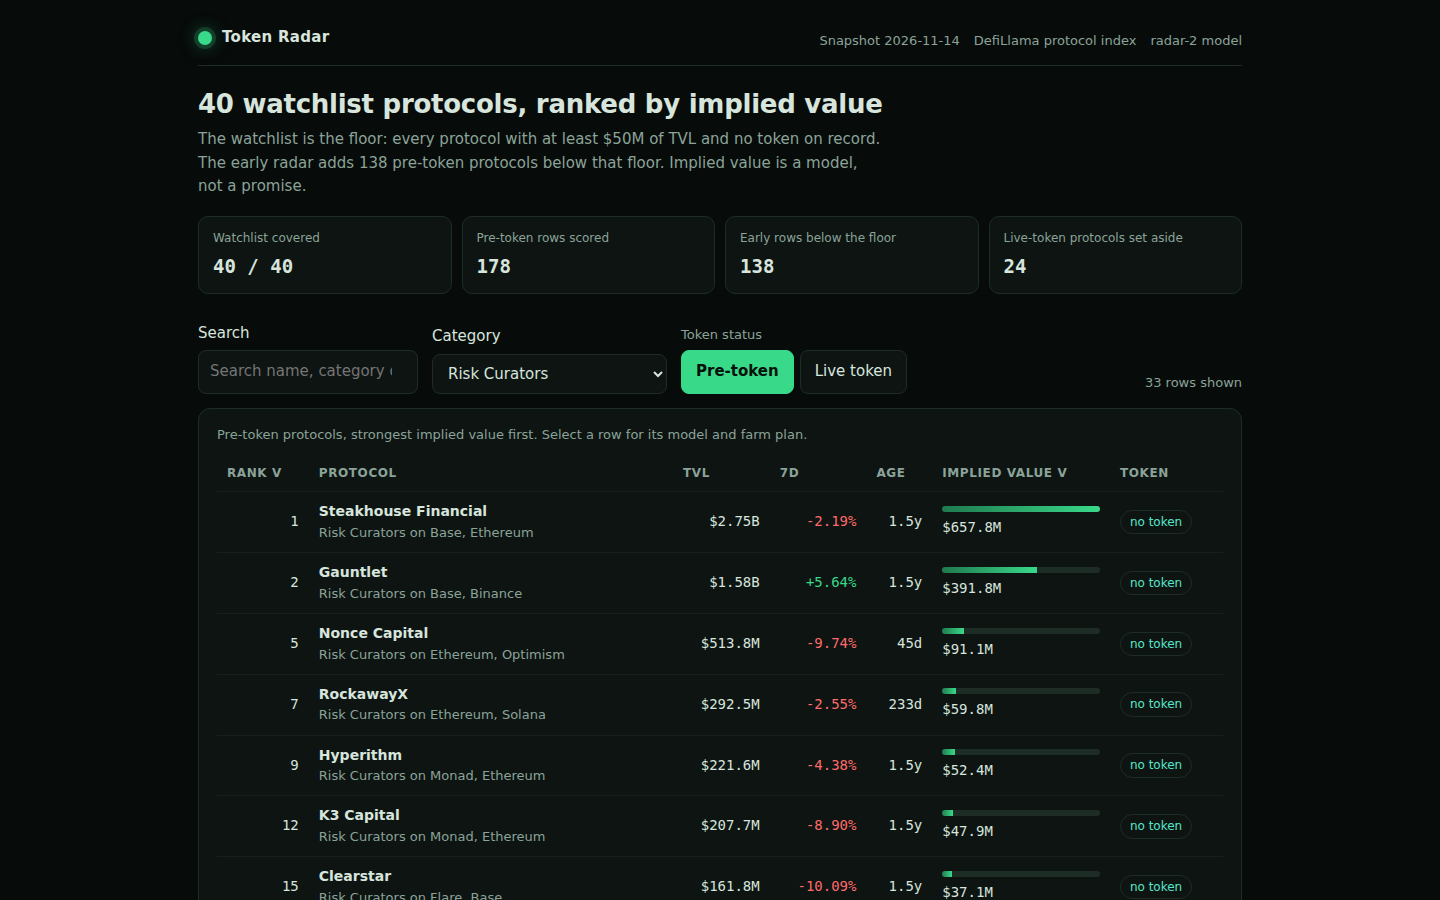 Token Radar
Snapshot 2026-11-14 DefiLlama protocol index radar-2 model
40 watchlist protocols, ranked by implied value
The watchlist is the floor: every protocol with at least $50M of TVL and no token on record.
The early radar adds 138 pre-token protocols below that floor. Implied value is a model,
not a promise.
Watchlist covered
40 / 40
Pre-token rows scored
178
Early rows below the floor
138
Live-token protocols set aside
24
Search
Search name, category
Category
Risk Curators
Token status
Pre-token
Live token
33 rows shown
Pre-token protocols, strongest implied value first. Select a row for its model and farm plan.
RANK V PROTOCOL TVL 7D AGE IMPLIED VALUE V TOKEN
1 Steakhouse Financial $2.75B -2.19% 1.5y $657.8M no token
Risk Curators on Base, Ethereum
2 Gauntlet $1.58B +5.64% 1.5y $391.8M no token
Risk Curators on Base, Binance
5 Nonce Capital $513.8M -9.74% 45d $91.1M no token
Risk Curators on Ethereum, Optimism
7 RockawayX $292.5M -2.55% 233d $59.8M no token
Risk Curators on Ethereum, Solana
9 Hyperithm $221.6M -4.38% 1.5y $52.4M no token
Risk Curators on Monad, Ethereum
12 K3 Capital $207.7M -8.90% 1.5y $47.9M no token
Risk Curators on Monad, Ethereum
15 Clearstar $161.8M -10.09% 1.5y $37.1M no token
Risk Curators on Flare, Base